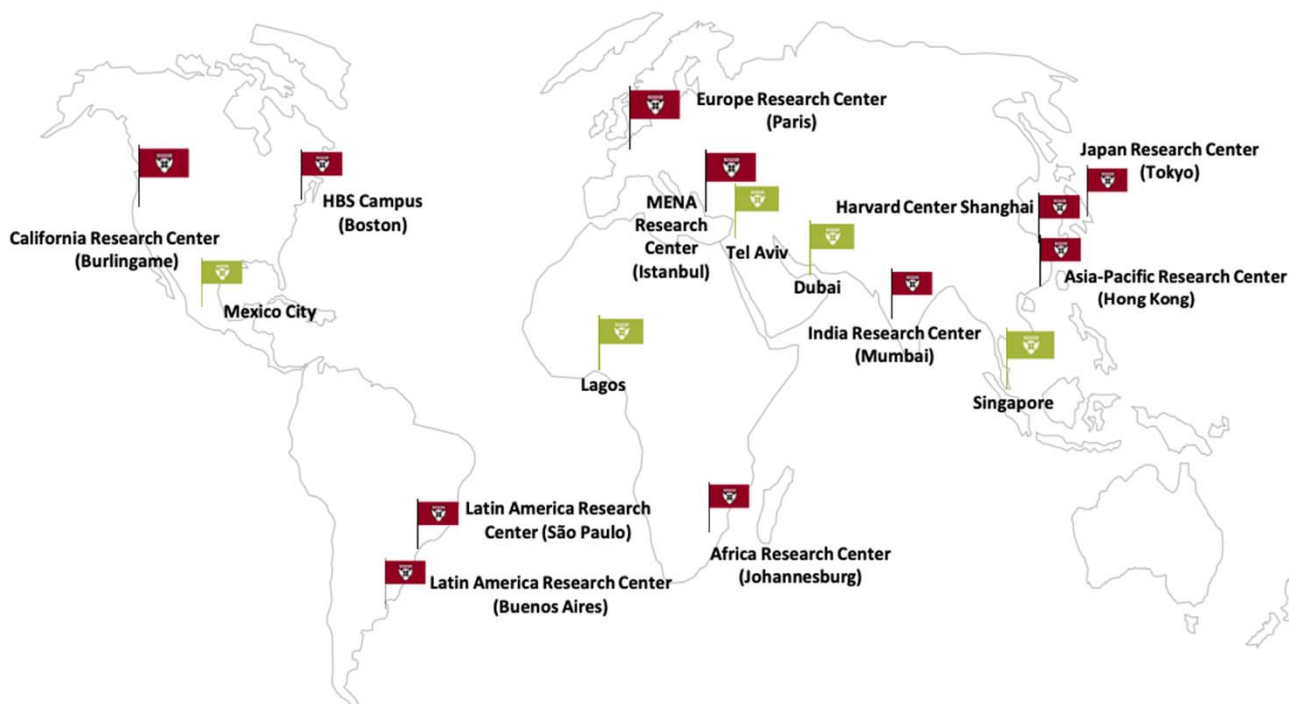 Europe Research Center
(Paris)
Japan Research Center
(Tokyo)
HBS Campus
(Boston)
MENA
Research
Center
(Istanbul)
Harvard Center Shanghai
California Research Center
(Burlingame)
Tel Aviv
Asia-Pacific Research Center
(Hong Kong)
Dubai
Mexico City
India Research Center
(Mumbai)
Lagos
Singapore
Latin America Research
Center (São Paulo)
Africa Research Center
(Johannesburg)
Latin America Research Center
(Buenos Aires)